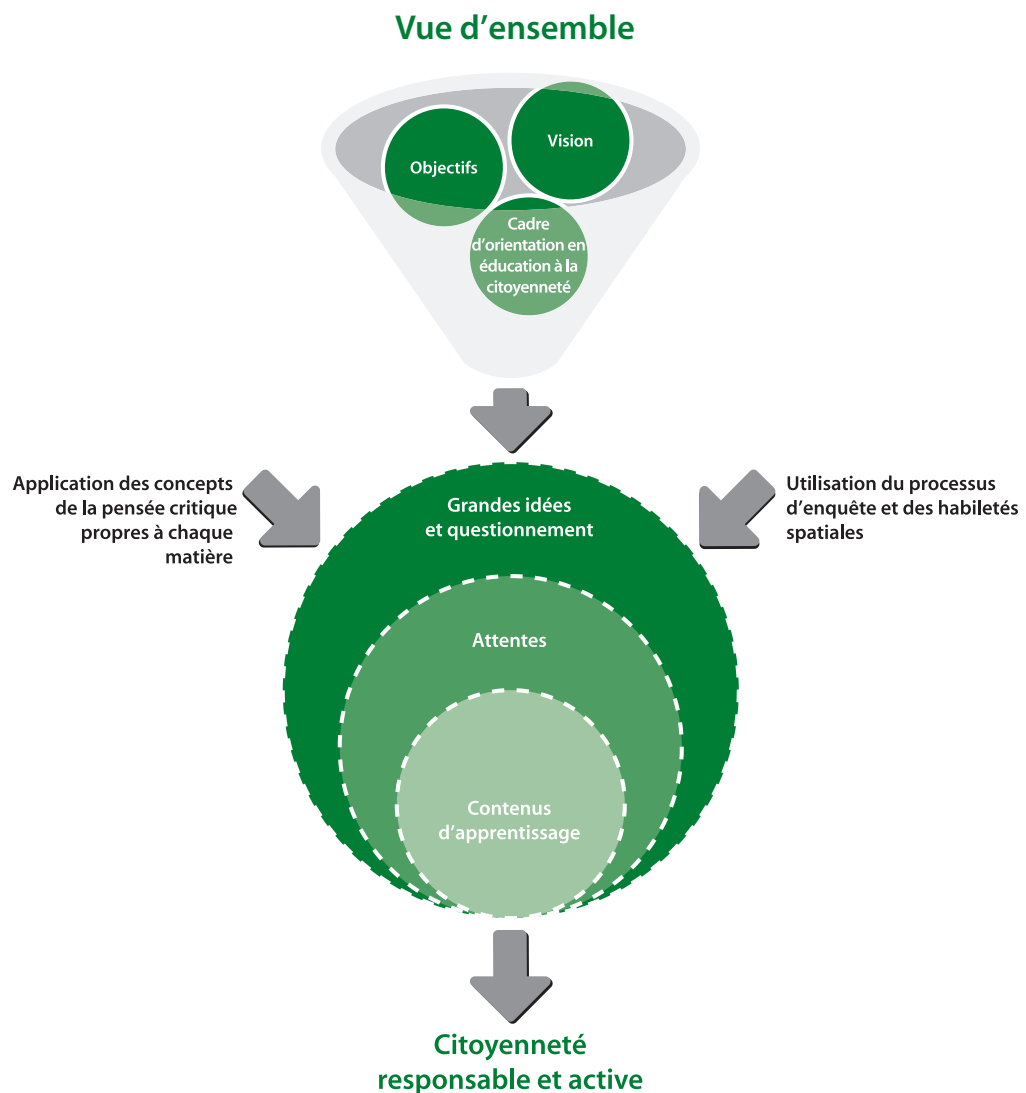 Vue d’ensemble
Objectifs
Vision
Cadre
d’orientation en
éducation à la
citoyenneté
Application des concepts
de la pensée critique
propres à chaque
matière
Grandes idées
et questionnement
Utilisation du processus
d’enquête et des habiletés
spatiales
Attentes
Contenus
d’apprentissage
Citoyenneté
responsable et active